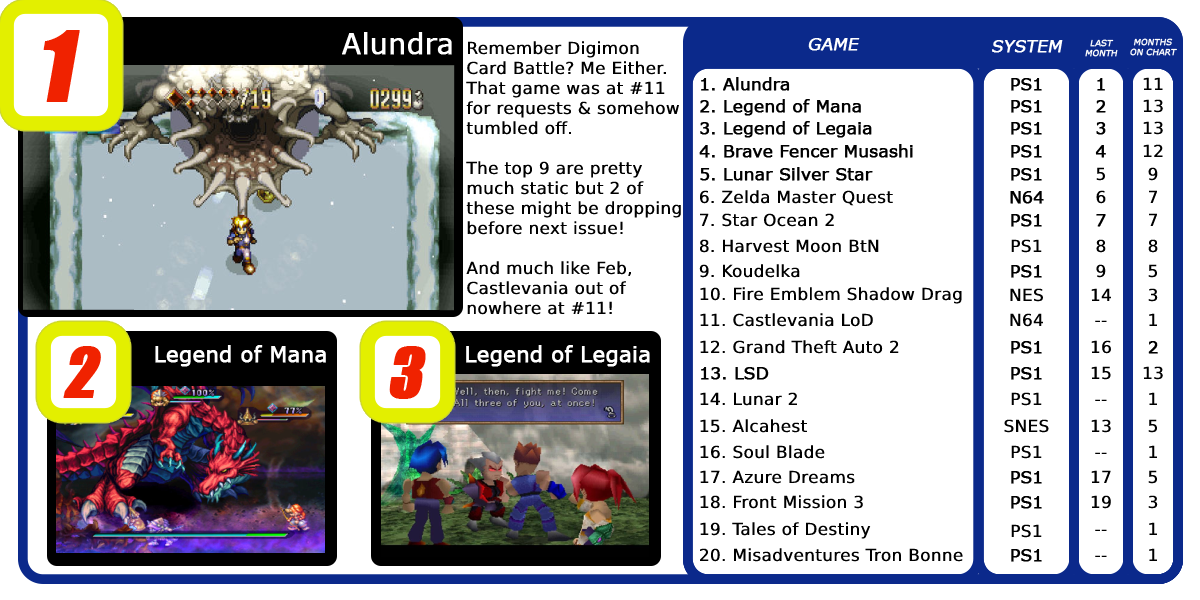 1
Alundra
719
02993
Remember Digimon
Card Battle? Me Either.
That game was at #11
for requests & somehow
tumbled off.
The top 9 are pretty
much static but 2 of
these might be dropping
before next issue!
And much like Feb,
Castlevania out of
nowhere at #11!
2
Legend of Mana
100%
77%
3
Legend of Legaia
Well, then, fight me! Come
All three of you, at once!
GAME SYSTEM LAST MONTH MONTHS ON CHART
1. Alundra PS1 1 11
2. Legend of Mana PS1 2 13
3. Legend of Legaia PS1 3 13
4. Brave Fencer Musashi PS1 4 12
5. Lunar Silver Star PS1 5 9
6. Zelda Master Quest N64 6 7
7. Star Ocean 2 PS1 7 7
8. Harvest Moon BtN PS1 8 8
9. Koudelka PS1 9 5
10. Fire Emblem Shadow Drag NES 14 3
11. Castlevania LoD N64 -- 1
12. Grand Theft Auto 2 PS1 16 2
13. LSD PS1 15 13
14. Lunar 2 PS1 -- 1
15. Alcahest SNES 13 5
16. Soul Blade PS1 -- 1
17. Azure Dreams PS1 17 5
18. Front Mission 3 PS1 19 3
19. Tales of Destiny PS1 -- 1
20. Misadventures Tron Bonne PS1 -- 1